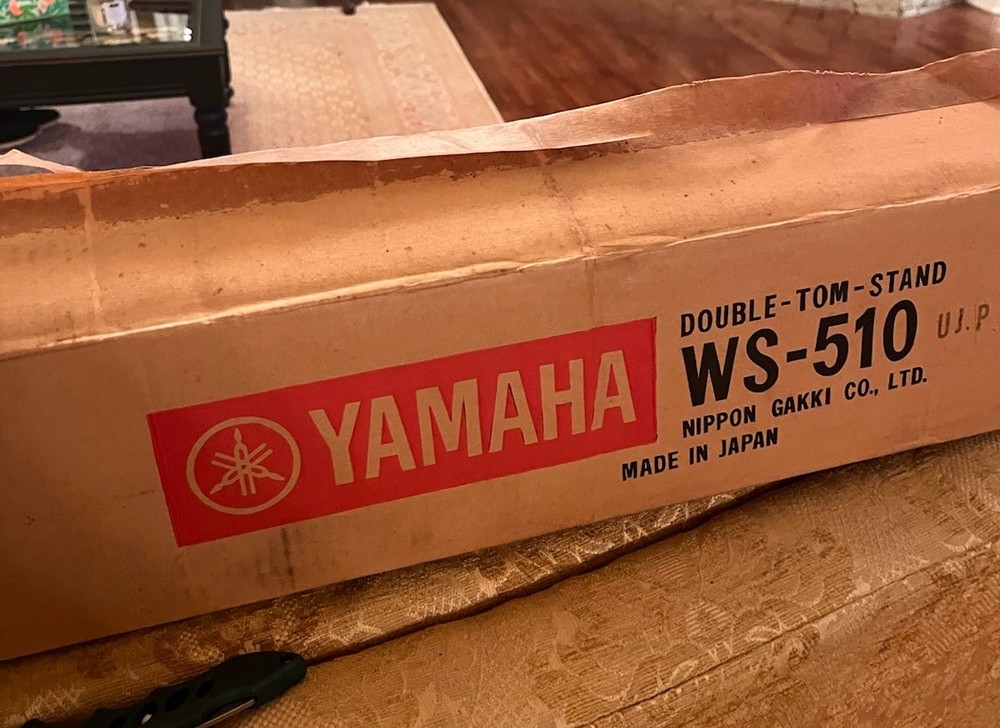 YAMAHA
DOUBLE-TOM-STAND
WS-510
NIPPON GAKKI CO., LTD.
MADE IN JAPAN